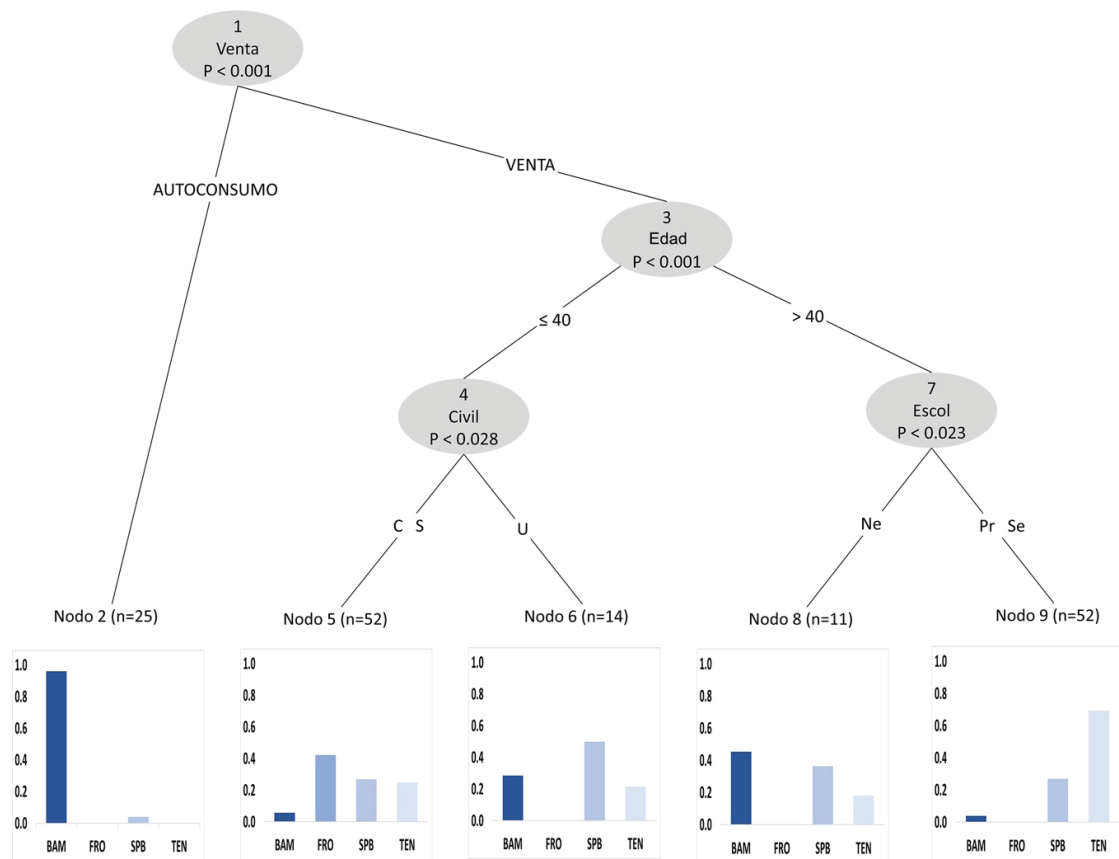 1
Venta
P < 0.001
AUTOCONSUMO
VENTA
3
Edad
P < 0.001
≤ 40
> 40
4
Civil
P < 0.028
7
Escol
P < 0.023
C S
U
Ne
Pr Se
Nodo 2 (n=25)
Nodo 5 (n=52)
Nodo 6 (n=14)
Nodo 8 (n=11)
Nodo 9 (n=52)
1.0
0.8
0.6
0.4
0.2
0.0
BAM FRO SPB TEN
1.0
0.8
0.6
0.4
0.2
0.0
BAM FRO SPB TEN
1.0
0.8
0.6
0.4
0.2
0.0
BAM FRO SPB TEN
1.0
0.8
0.6
0.4
0.2
0.0
BAM FRO SPB TEN
1.0
0.8
0.6
0.4
0.2
0.0
BAM FRO SPB TEN